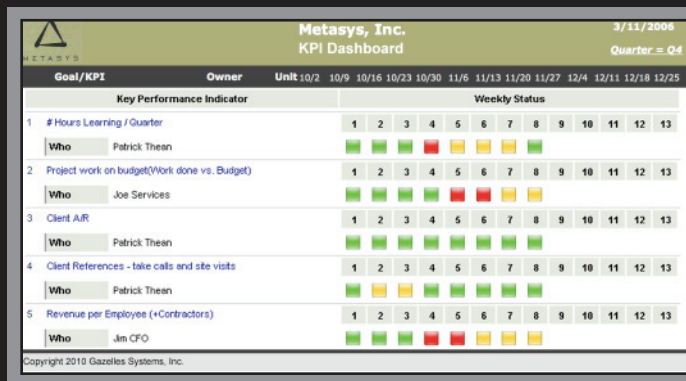 Metasys, Inc.
3/11/2006
METASYS
KPI Dashboard
Quarter = Q4
Goal/KPI Owner Unit 10/2 10/9 10/16 10/23 10/30 11/6 11/13 11/20 11/27 12/4 12/11 12/18 12/25
Key Performance Indicator Weekly Status
1 # Hours Learning / Quarter 1 2 3 4 5 6 7 8 9 10 11 12 13
Who Patrick Thean
2 Project work on budget(Work done vs. Budget) 1 2 3 4 5 6 7 8 9 10 11 12 13
Who Joe Services
3 Client A/R 1 2 3 4 5 6 7 8 9 10 11 12 13
Who Patrick Thean
4 Client References - take calls and site visits 1 2 3 4 5 6 7 8 9 10 11 12 13
Who Patrick Thean
5 Revenue per Employee (+Contractors) 1 2 3 4 5 6 7 8 9 10 11 12 13
Who Jim CFO
Copyright 2010 Gazelles Systems, Inc.